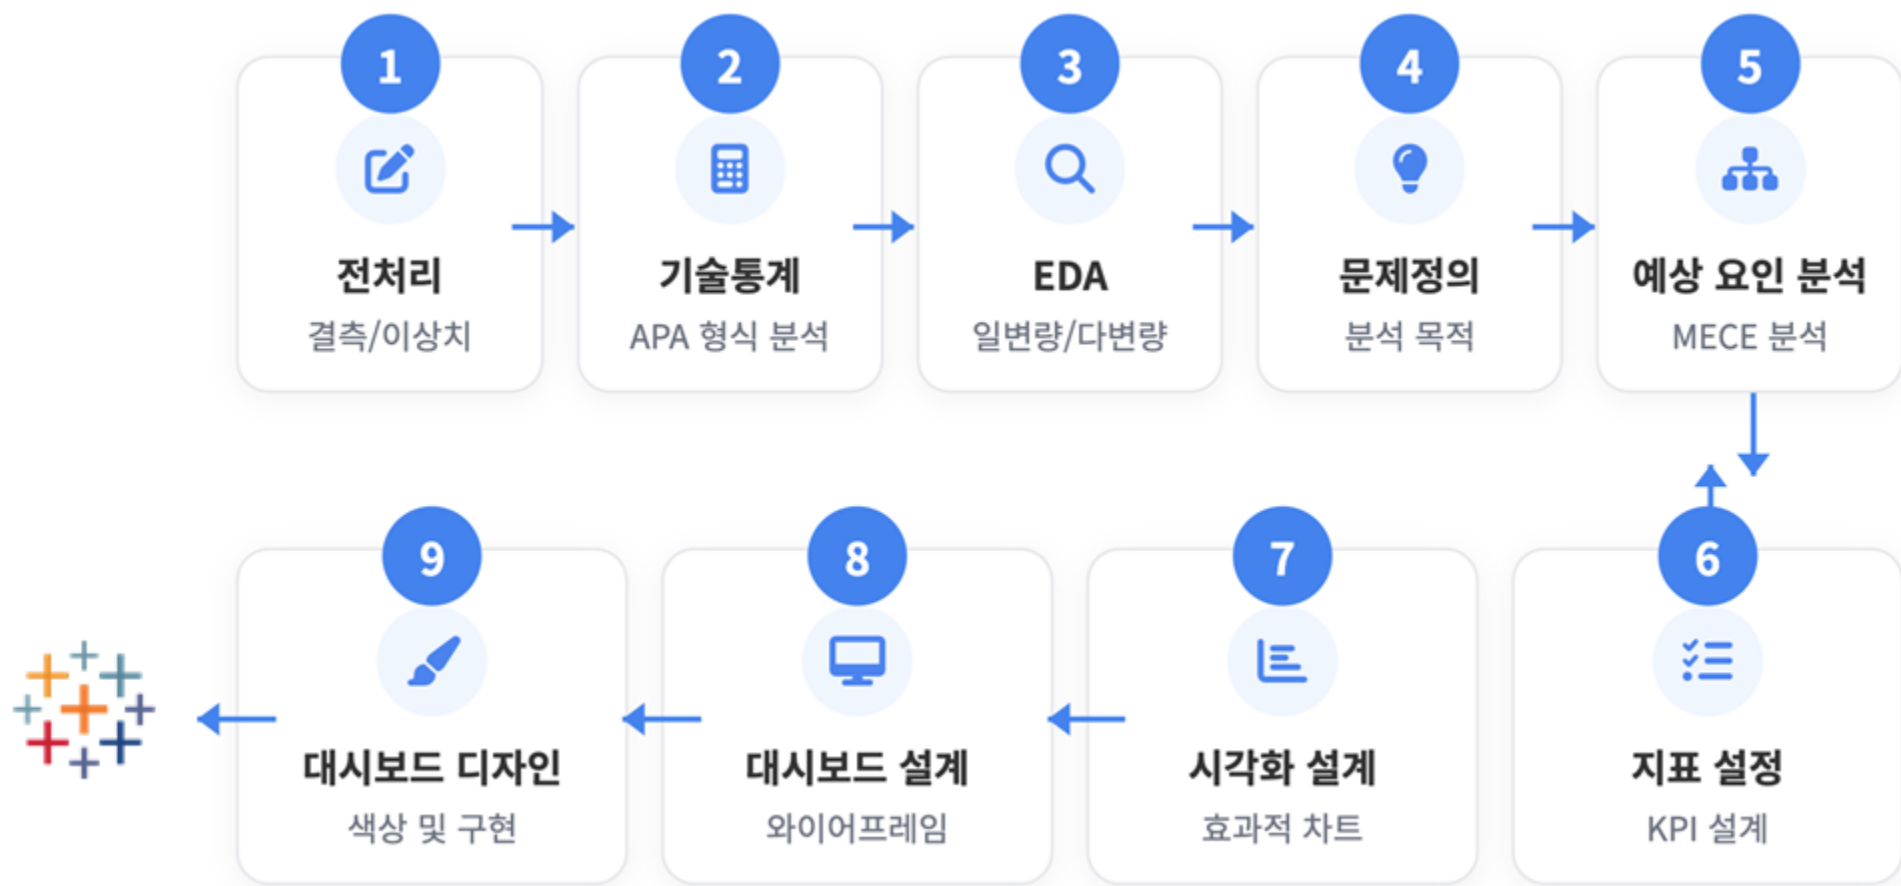 1
전처리
결측/이상치
2
기술통계
APA 형식 분석
3
EDA
일변량/다변량
4
문제정의
분석 목적
5
예상 요인 분석
MECE 분석
6
지표 설정
KPI 설계
7
시각화 설계
효과적 차트
8
대시보드 설계
와이어프레임
9
대시보드 디자인
색상 및 구현